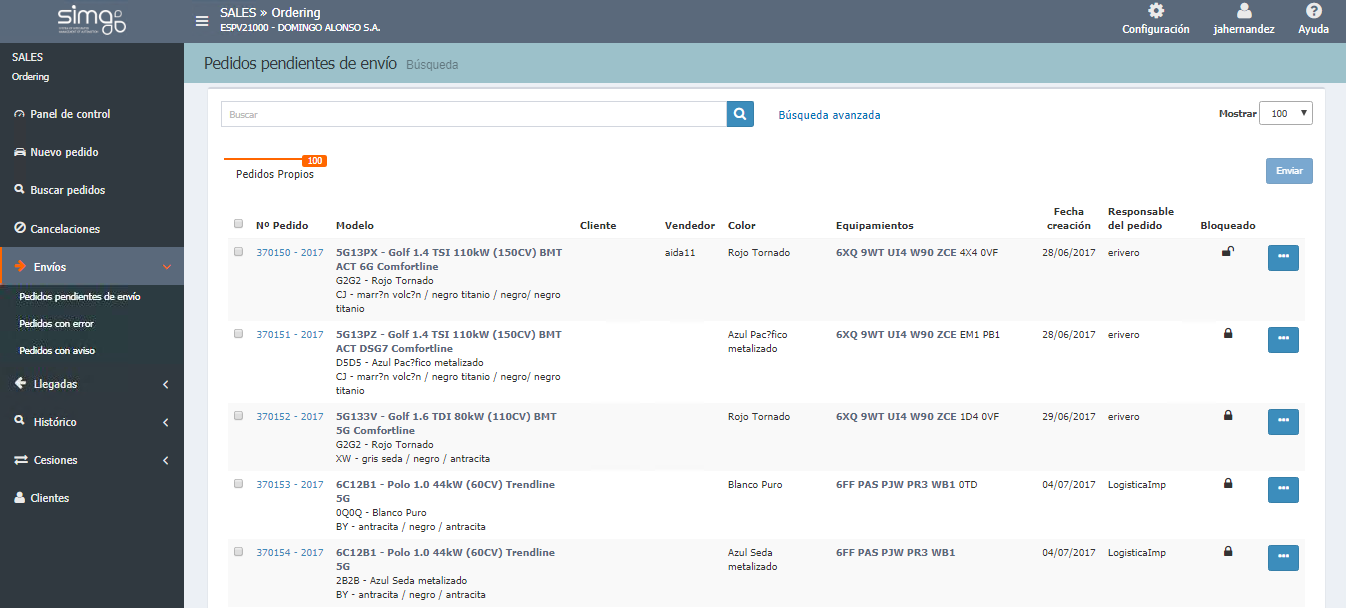 simgo
SALES » Ordering
ESPV21000 - DOMINGO ALONSO S.A.
Configuración
jahernandez
Ayuda
SALES
Ordering
Panel de control
Nuevo pedido
Buscar pedidos
Cancelaciones
Envíos
Pedidos pendientes de envío
Pedidos con error
Pedidos con aviso
Llegadas
Histórico
Cesiones
Clientes
Pedidos pendientes de envío Búsqueda
Buscar
Búsqueda avanzada
Mostrar 100
100
Pedidos Propios
Enviar
Nº Pedido Modelo Cliente Vendedor Color Equipamientos Fecha creación Responsable del pedido Bloqueado
370150 - 2017 5G13PX - Golf 1.4 TSI 110kW (150CV) BMT aida11 Rojo Tornado 6XQ 9WT UI4 W90 ZCE 4X4 0VF 28/06/2017 erivero
ACT 6G Comfortline
G2G2 - Rojo Tornado
CJ - marr?n volc?n / negro titanio / negro/ negro
titanio
370151 - 2017 5G13PZ - Golf 1.4 TSI 110kW (150CV) BMT Azul Pac?fico 6XQ 9WT UI4 W90 ZCE EM1 PB1 28/06/2017 erivero
ACT DSG7 Comfortline metalizado
D5D5 - Azul Pac?fico metalizado
CJ - marr?n volc?n / negro titanio / negro/ negro
titanio
370152 - 2017 5G133V - Golf 1.6 TDI 80kW (110CV) BMT Rojo Tornado 6XQ 9WT UI4 W90 ZCE 1D4 0VF 29/06/2017 erivero
5G Comfortline
G2G2 - Rojo Tornado
XW - gris seda / negro / antracita
370153 - 2017 6C12B1 - Polo 1.0 44kW (60CV) Trendline Blanco Puro 6FF PAS PJW PR3 WB1 0TD 04/07/2017 LogisticaImp
5G
0Q0Q - Blanco Puro
BY - antracita / negro / antracita
370154 - 2017 6C12B1 - Polo 1.0 44kW (60CV) Trendline Azul Seda 6FF PAS PJW PR3 WB1 04/07/2017 LogisticaImp
5G metalizado
2B2B - Azul Seda metalizado
BY - antracita / negro / antracita